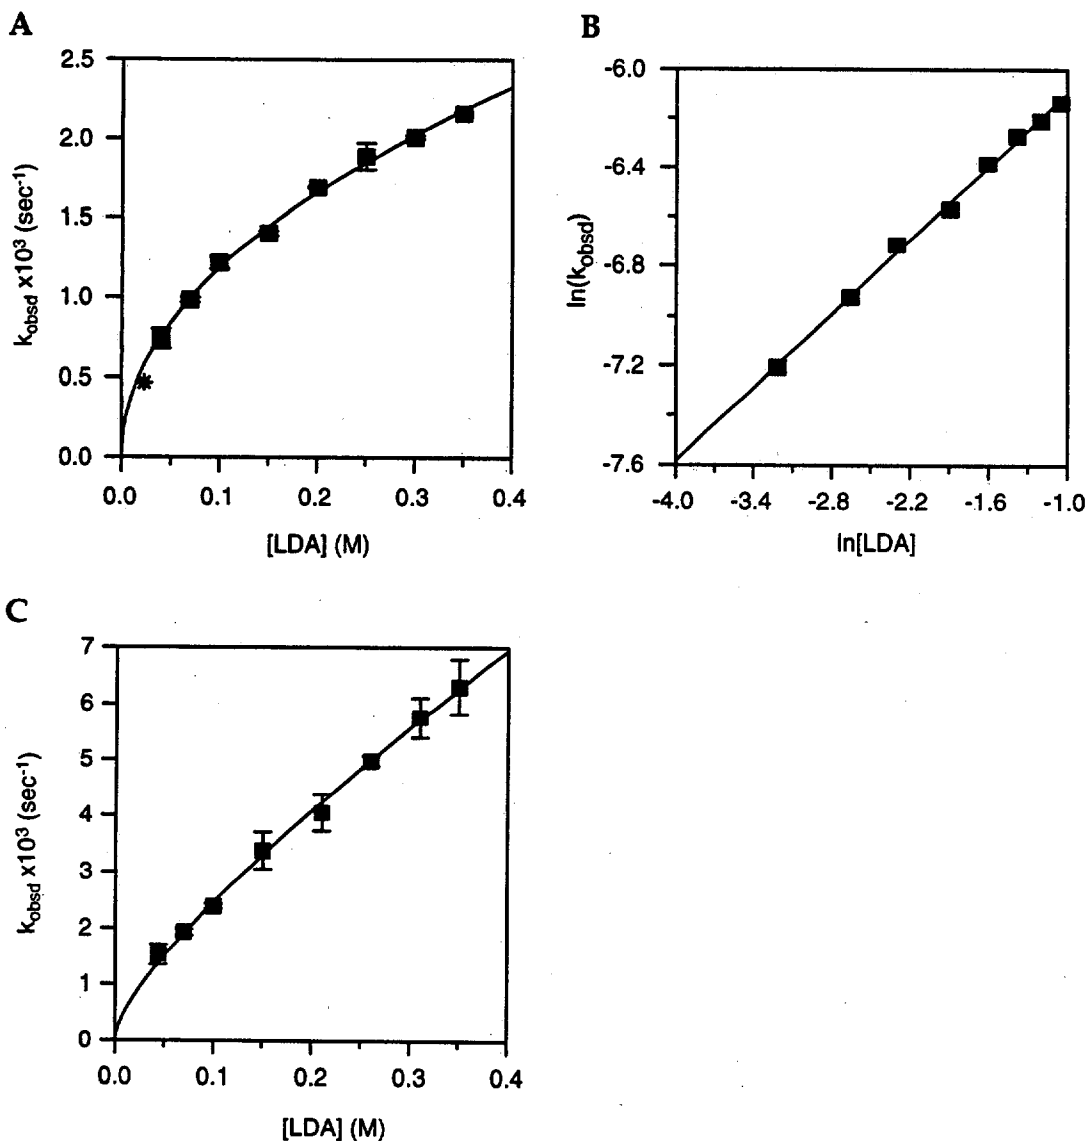 A
2.5
2.0
1.5
1.0
0.5
0.0
k_obsd x10³ (sec⁻¹)
0.0 0.1 0.2 0.3 0.4
[LDA] (M)
B
-6.0
-6.4
-6.8
-7.2
-7.6
ln(k_obsd)
-4.0 -3.4 -2.8 -2.2 -1.6 -1.0
ln[LDA]
C
7
6
5
4
3
2
1
0
k_obsd x10³ (sec⁻¹)
0.0 0.1 0.2 0.3 0.4
[LDA] (M)